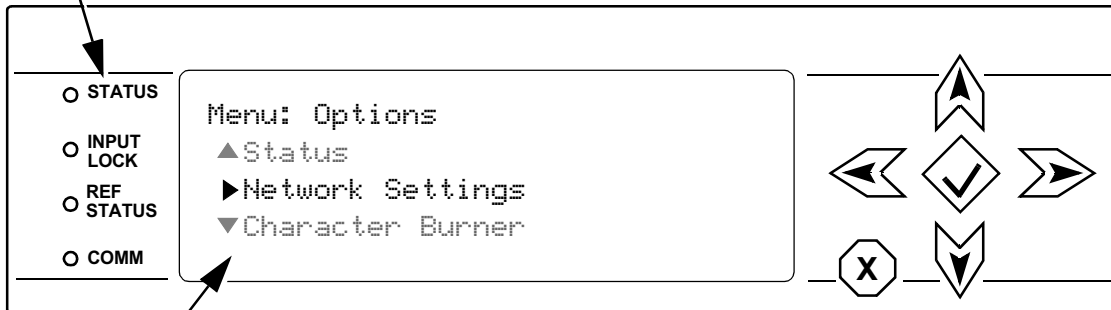 STATUS
INPUT
LOCK
REF
STATUS
COMM
Menu: Options
▲Status
▶Network Settings
▼Character Burner
X